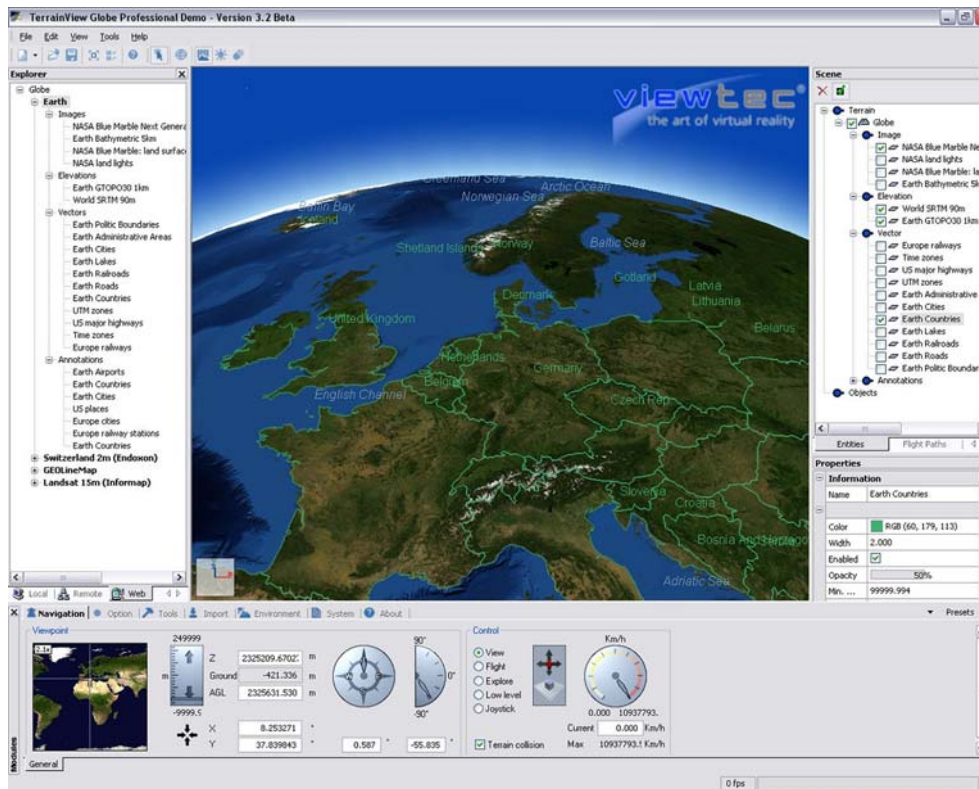 TerrainView Globe Professional Demo - Version 3.2 Beta
File Edit View Tools Help
Explorer
Globe
Earth
Images
NASA Blue Marble Next Genera
Earth Bathymetric 5km
NASA Blue Marble: land surfac
NASA land lights
Elevations
Earth GTOPO30 1km
World SRTM 90m
Vectors
Earth Politic Boundaries
Earth Administrative Areas
Earth Cities
Earth Lakes
Earth Railroads
Earth Roads
Earth Countries
UTM zones
US major highways
Time zones
Europe railways
Annotations
Earth Airports
Earth Countries
Earth Cities
US places
Europe cities
Europe railway stations
Earth Countries
Switzerland 2m (Endoxon)
GEOLineMap
Landsat 15m (Informap)
Local Remote Web
viewtec
the art of virtual reality
Greenland Sea
Arctic Ocean
Norwegian Sea
Baffin Bay
Iceland
Shetland Islands
Norway
Baltic Sea
Gotland
Latvia
Lithuania
Denmark
United Kingdom
Belarus
Netherlands
Germany
Belgium
English Channel
Czech Rep
Slovenia
Croatia
Bosnia And Herzego
Adriatic Sea
Scene
Terrain
Globe
Image
NASA Blue Marble Ne
NASA land lights
NASA Blue Marble: la
Earth Bathymetric 5k
Elevation
World SRTM 90m
Earth GTOPO30 1km
Vector
Europe railways
Time zones
US major highways
UTM zones
Earth Administrative
Earth Cities
Earth Countries
Earth Lakes
Earth Railroads
Earth Roads
Earth Politic Boundar
Annotations
Objects
Entities Flight Paths
Properties
Information
Name Earth Countries
Color RGB (60, 179, 113)
Width 2.000
Enabled
Opacity 50%
Min. ... 99999.994
Modules
Navigation Option Tools Import Environment System About
Presets
Viewpoint
2.1x
249999
m
-9999.9
Z 2325209.6702 m
Ground -421.336 m
AGL 2325631.530 m
X 8.253271 °
Y 37.839843 °
0.587 °
90°
0°
-90°
-55.835 °
Control
View
Flight
Explore
Low level
Joystick
Terrain collision
Km/h
0.000 10937793.
Current 0.000 Km/h
Max 10937793.! Km/h
General
0 fps